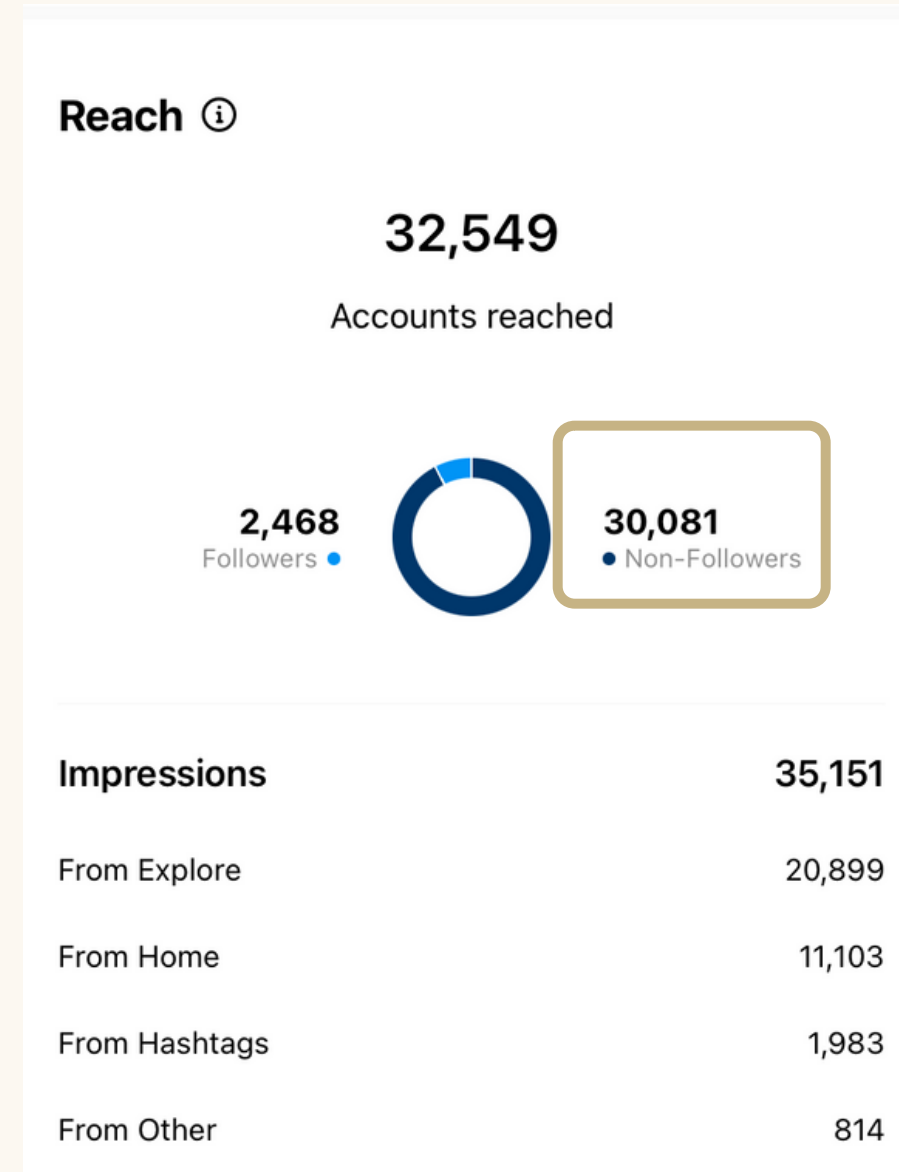 Reach
32,549
Accounts reached
2,468
Followers
30,081
Non-Followers
Impressions 35,151
From Explore 20,899
From Home 11,103
From Hashtags 1,983
From Other 814